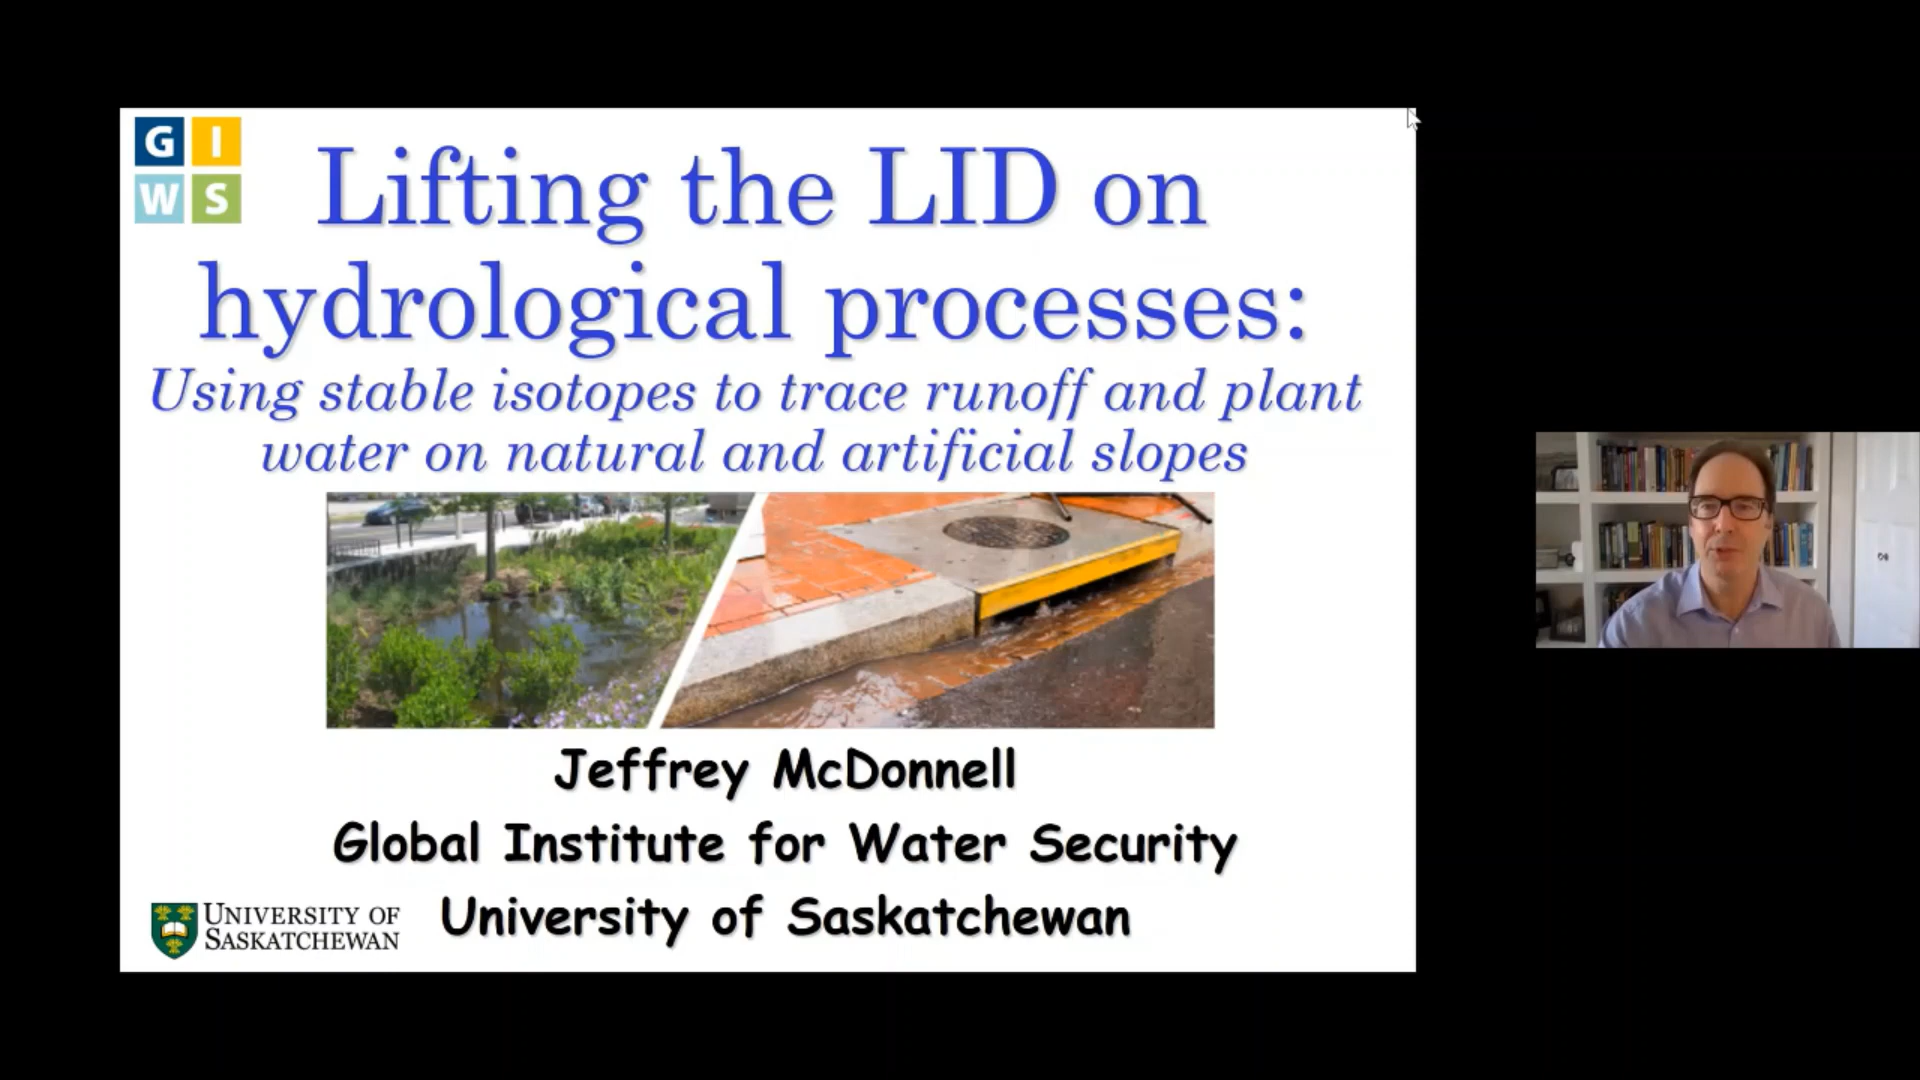 G I
W S
Lifting the LID on
hydrological processes:
Using stable isotopes to trace runoff and plant
water on natural and artificial slopes
Jeffrey McDonnell
Global Institute for Water Security
University of Saskatchewan
UNIVERSITY OF
SASKATCHEWAN